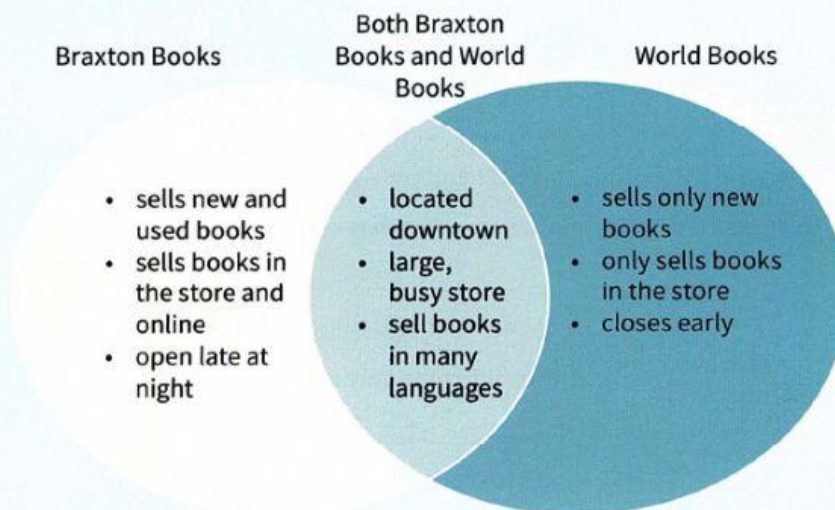 Braxton Books
Both Braxton
Books and World
Books
World Books
• sells new and
used books
• sells books in
the store and
online
• open late at
night
• located
downtown
• large,
busy store
• sell books
in many
languages
• sells only new
books
• only sells books
in the store
• closes early